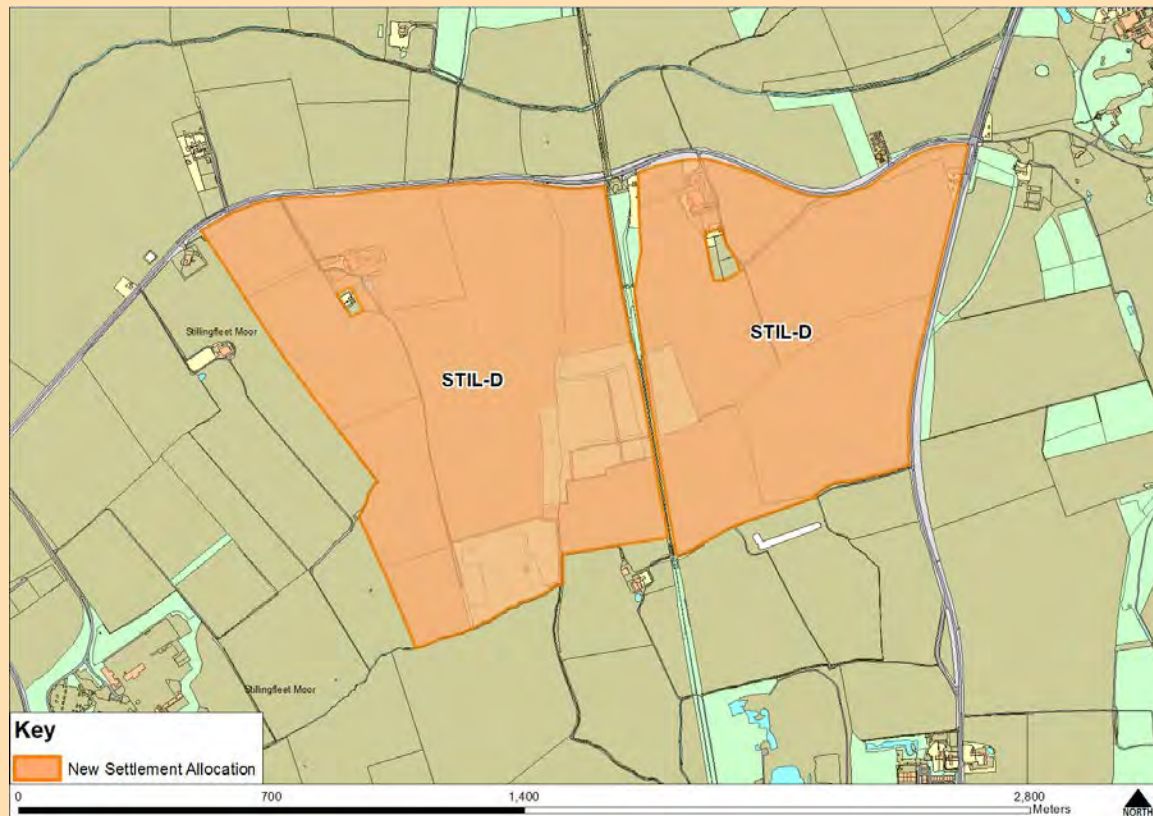 STIL-D
Stillingfleet Moor
STIL-D
Stillingfleet Moor
Key
New Settlement Allocation
0 700 1,400 2,800
Meters
NORTH